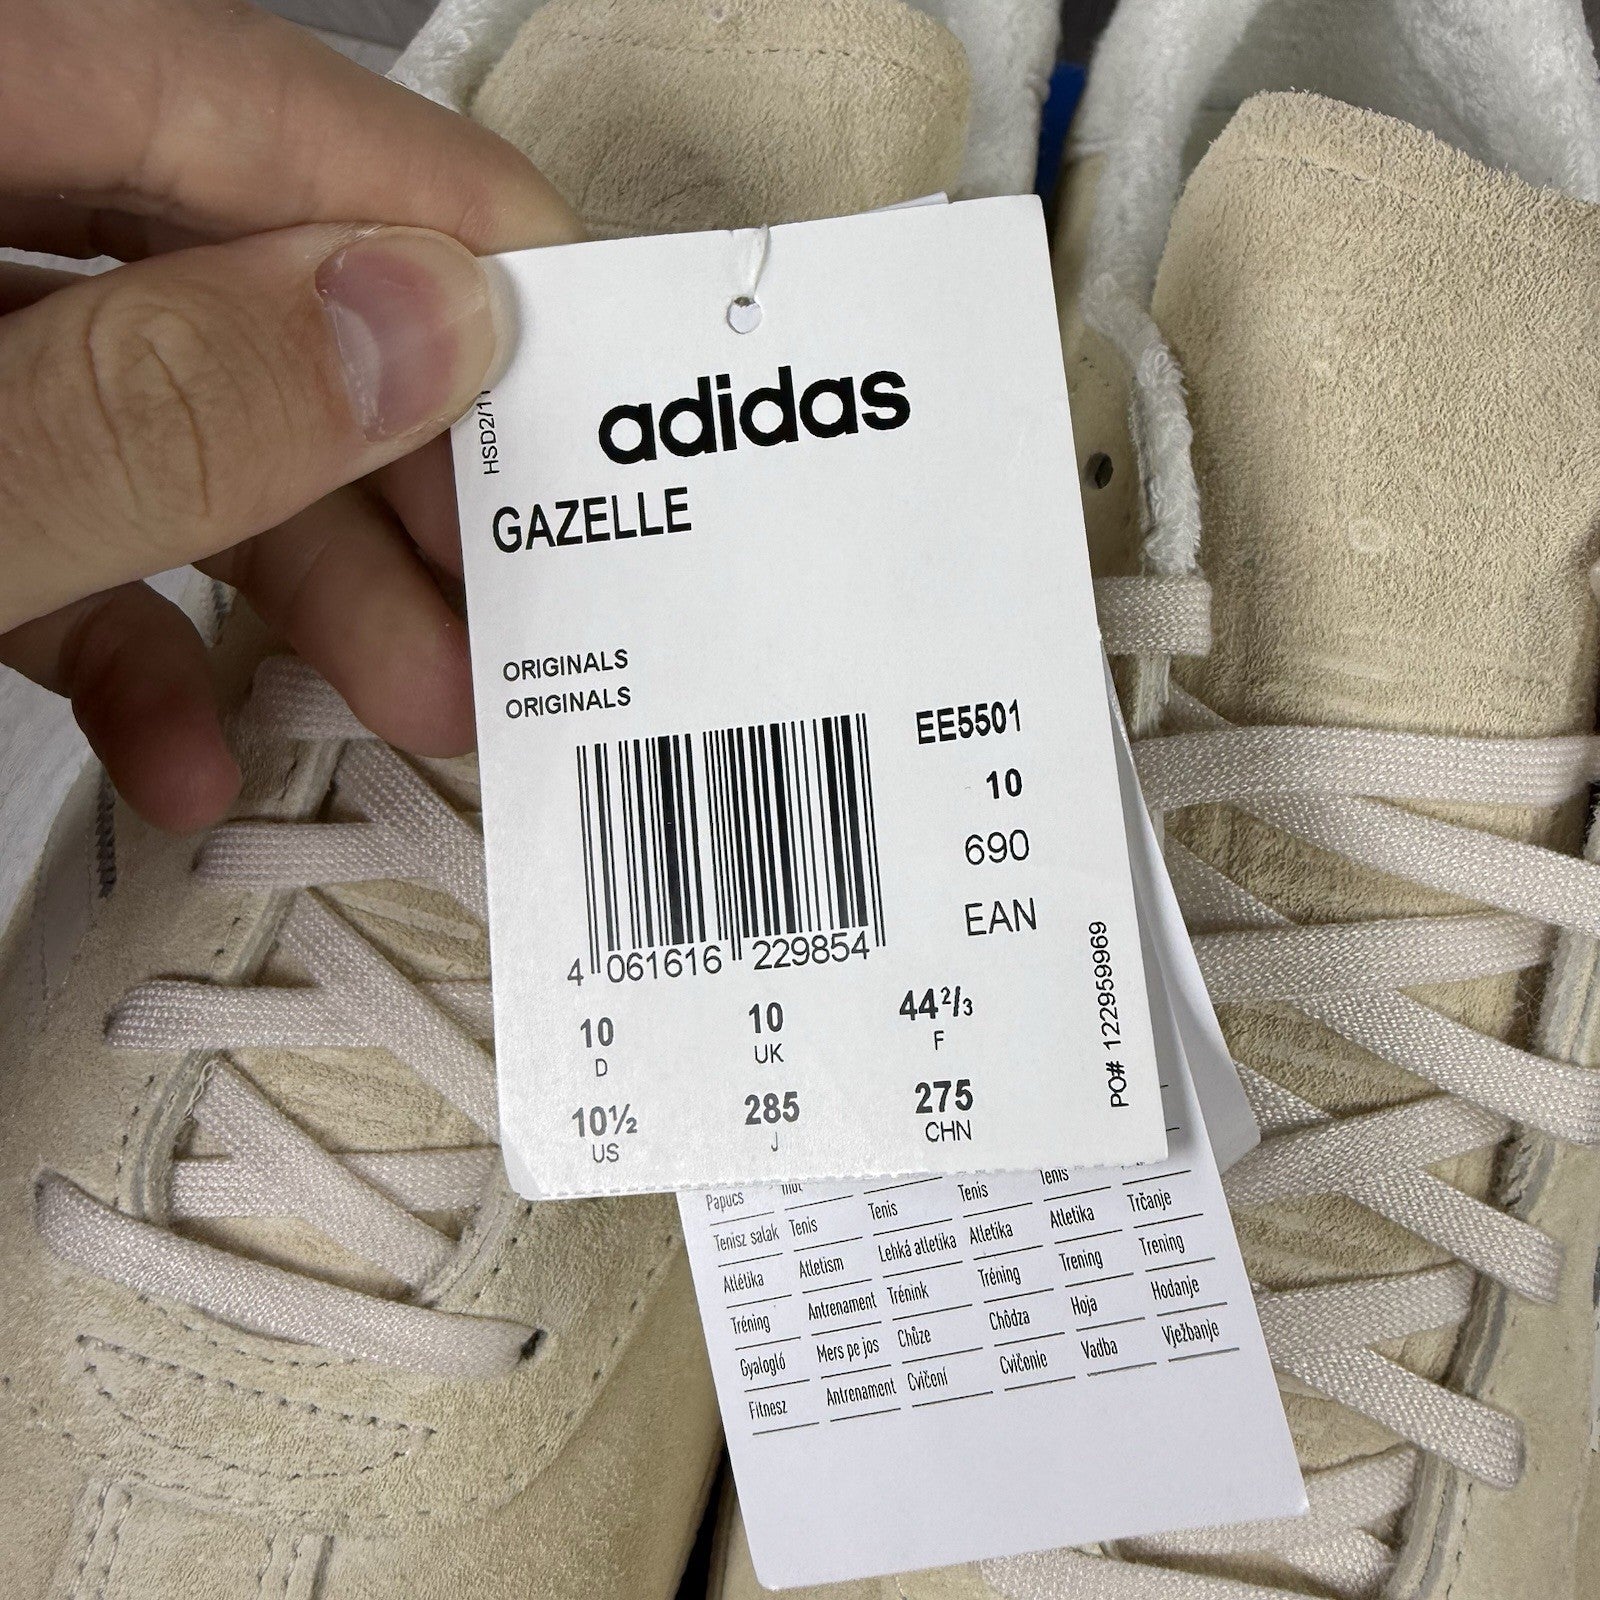 adidas
HSD2/11
GAZELLE
ORIGINALS
ORIGINALS
EE5501
10
690
EAN
4 061616 229854
10 10 44 2/3
D UK F
10½ 285 275
US J CHN
PO# 122959969
Papucs Tenis Tenis
Tenisz salak Tenis Tenis Atletika Atletika Trčanje
Atlétika Atletism Lehká atletika Tréning Trening Trening
Tréning Antrenament Trénink Chôdza Hoja Hodanje
Gyalogló Mers pe jos Chůze Cvičenie Vadba Vježbanje
Fitnesz Antrenament Cvičení